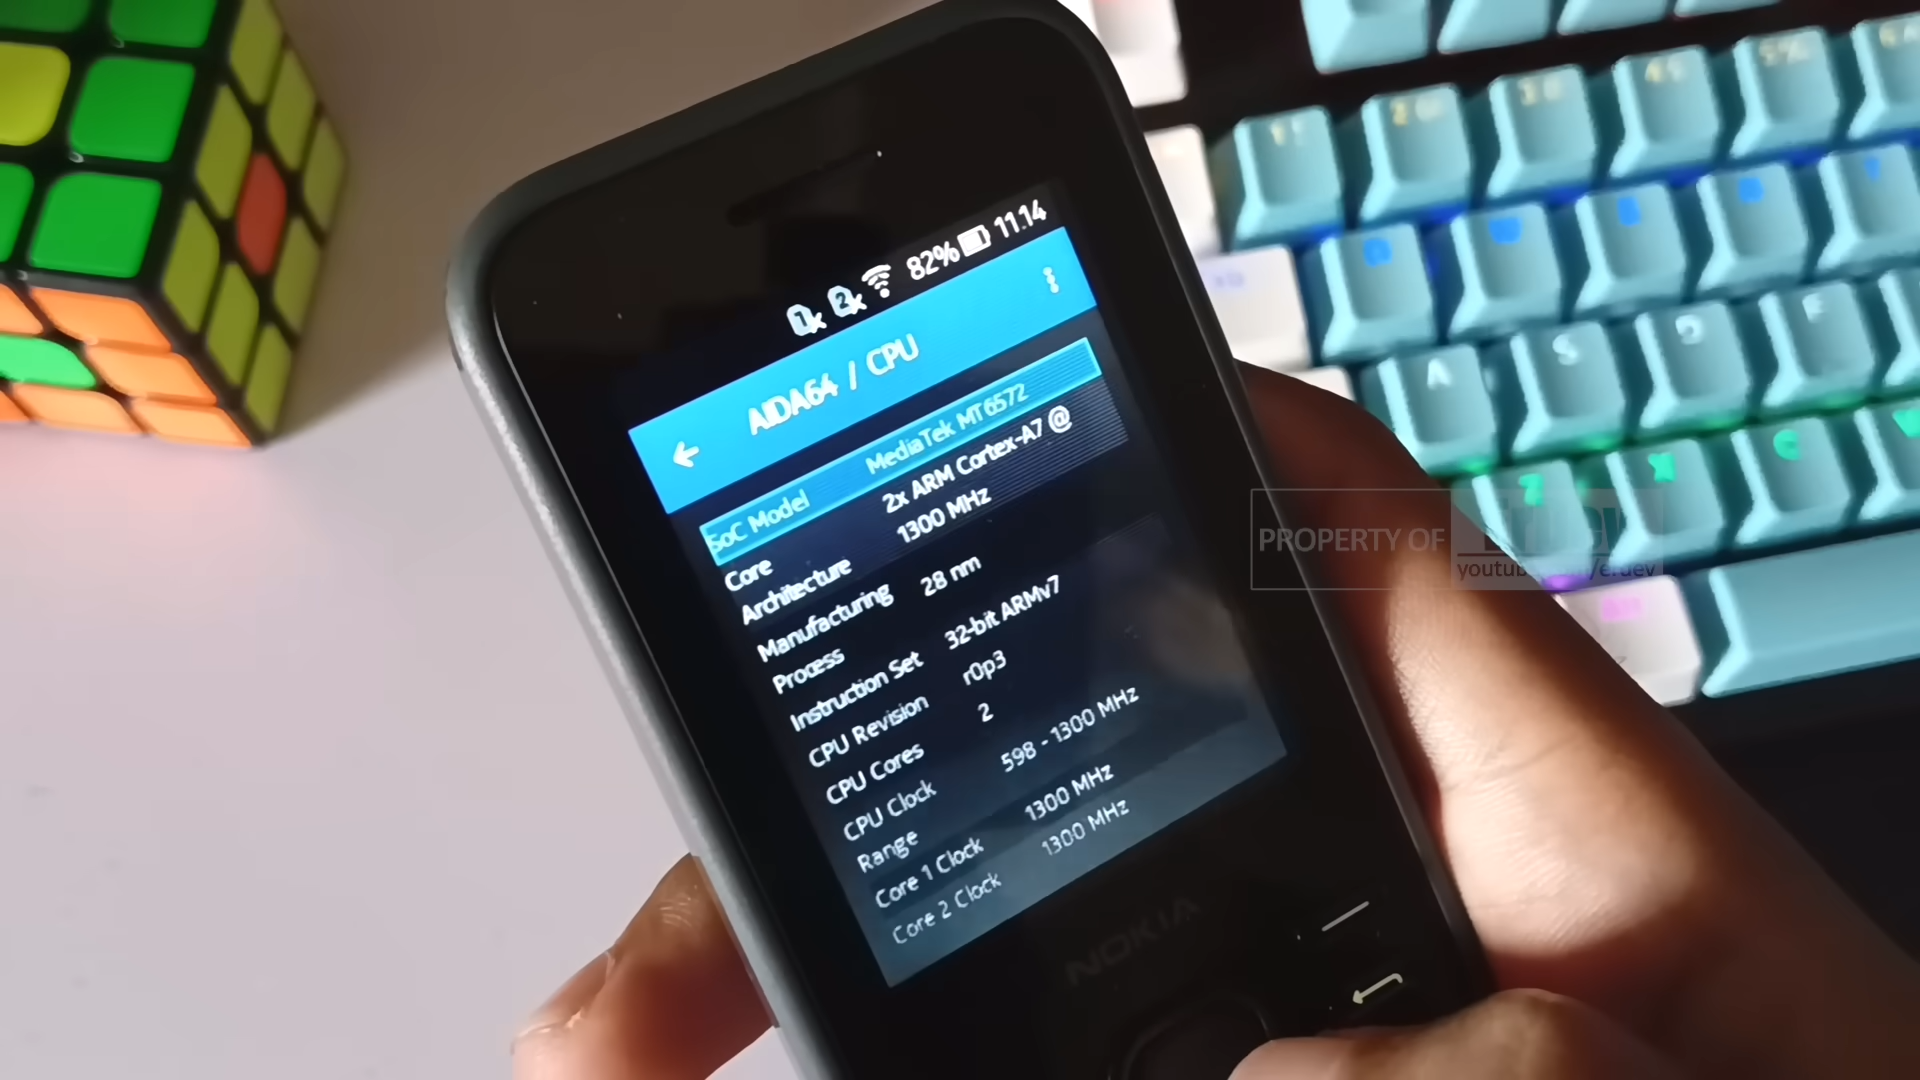 82% 11.14
AIDA64 / CPU
SoC Model MediaTek MT6572
Core 2x ARM Cortex-A7 @
Architecture 1300 MHz
Manufacturing 28 nm
Process
Instruction Set 32-bit ARMv7
CPU Revision r0p3
CPU Cores 2
CPU Clock 598 - 1300 MHz
Range
Core 1 Clock 1300 MHz
Core 2 Clock 1300 MHz
NOKIA
PROPERTY OF
A S D F
Z X C